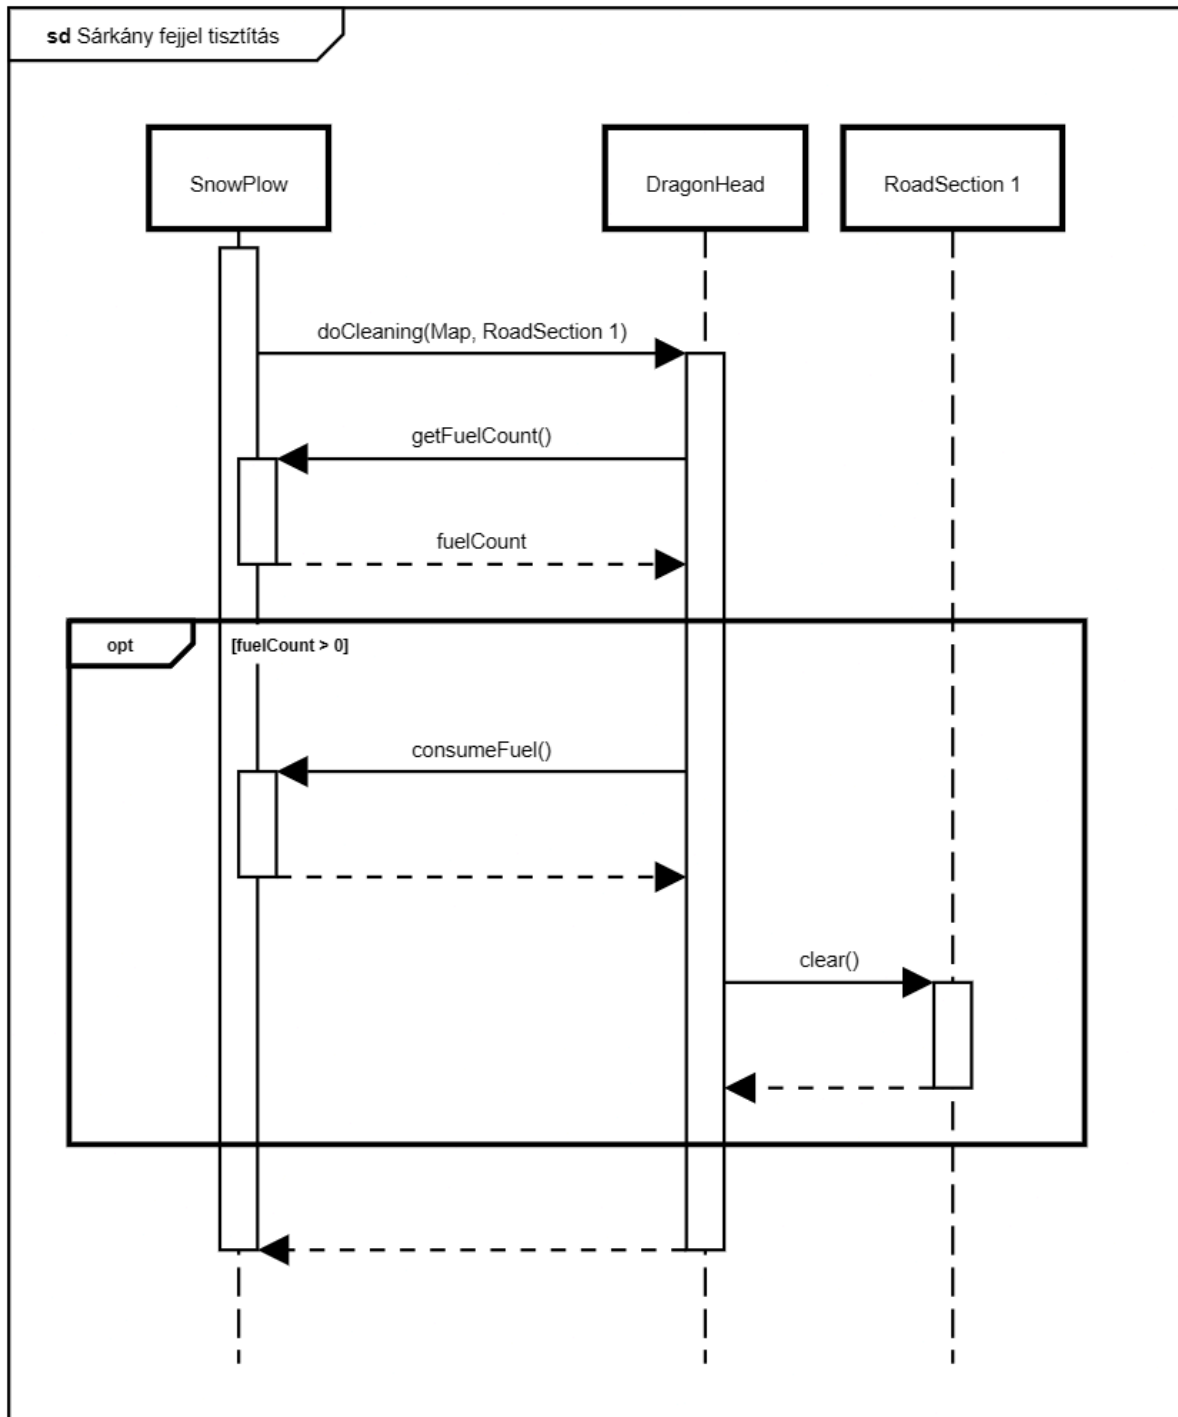 sd Sárkány fejjel tisztítás
SnowPlow
DragonHead
RoadSection 1
doCleaning(Map, RoadSection 1)
getFuelCount()
fuelCount
opt
[fuelCount > 0]
consumeFuel()
clear()